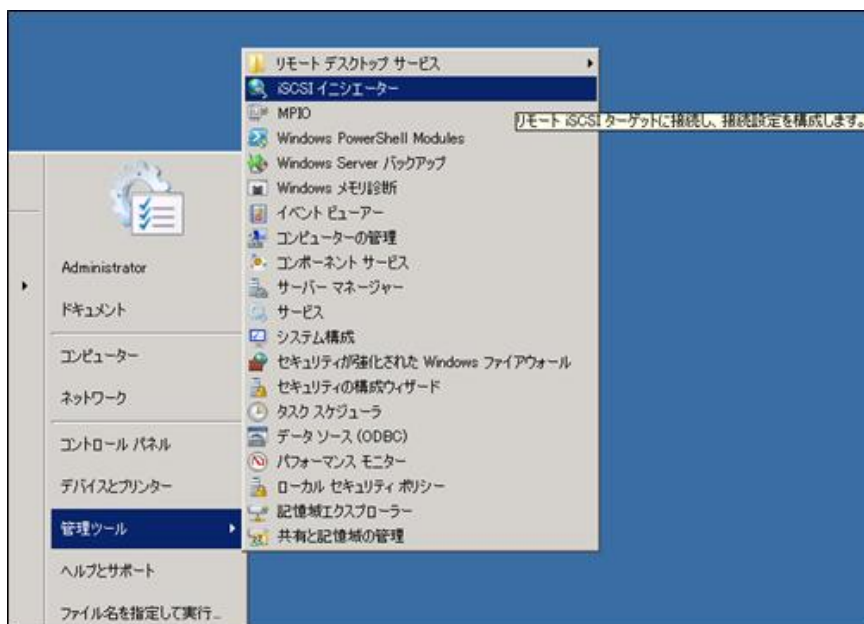 リモート デスクトップ サービス
iSCSI イニシエーター
MPIO
リモート iSCSI ターゲットに接続し、接続設定を構成します。
Windows PowerShell Modules
Windows Server バックアップ
Windows メモリ診断
イベント ビューアー
コンピューターの管理
コンポーネント サービス
サーバー マネージャー
サービス
システム構成
セキュリティが強化された Windows ファイアウォール
セキュリティの構成ウィザード
タスク スケジューラ
データ ソース (ODBC)
パフォーマンス モニター
ローカル セキュリティ ポリシー
記憶域エクスプローラー
共有と記憶域の管理
Administrator
ドキュメント
コンピューター
ネットワーク
コントロール パネル
デバイスとプリンター
管理ツール
ヘルプとサポート
ファイル名を指定して実行...